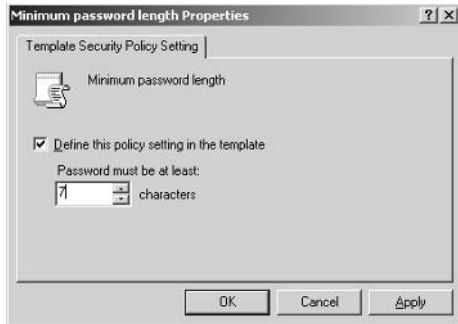 Minimum password length Properties
Template Security Policy Setting
Minimum password length
Define this policy setting in the template
Password must be at least:
7 characters
OK Cancel Apply